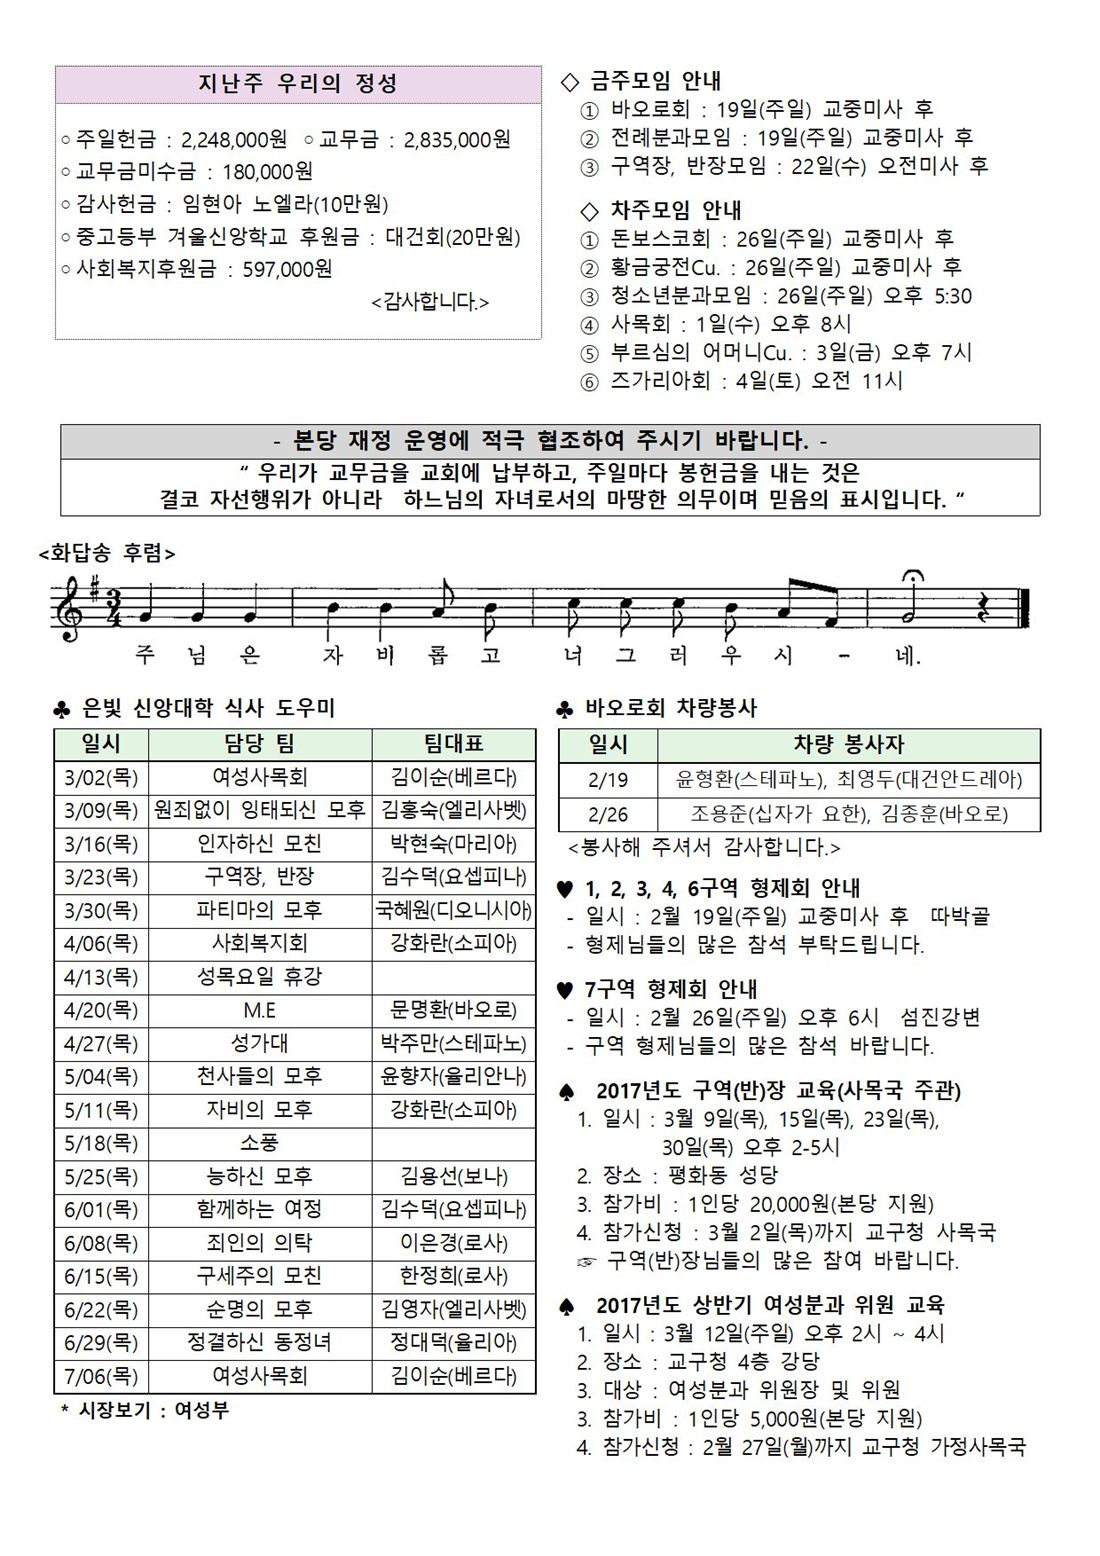 지난주 우리의 정성
○ 주일헌금 : 2,248,000원 ○ 교무금 : 2,835,000원
○ 교무금미수금 : 180,000원
○ 감사헌금 : 임현아 노엘라(10만원)
○ 중고등부 겨울신앙학교 후원금 : 대건회(20만원)
○ 사회복지후원금 : 597,000원
<감사합니다.>
◇ 금주모임 안내
① 바오로회 : 19일(주일) 교중미사 후
② 전례분과모임 : 19일(주일) 교중미사 후
③ 구역장, 반장모임 : 22일(수) 오전미사 후
◇ 차주모임 안내
① 돈보스코회 : 26일(주일) 교중미사 후
② 황금궁전Cu. : 26일(주일) 교중미사 후
③ 청소년분과모임 : 26일(주일) 오후 5:30
④ 사목회 : 1일(수) 오후 8시
⑤ 부르심의 어머니Cu. : 3일(금) 오후 7시
⑥ 즈가리아회 : 4일(토) 오전 11시
- 본당 재정 운영에 적극 협조하여 주시기 바랍니다. -
“ 우리가 교무금을 교회에 납부하고, 주일마다 봉헌금을 내는 것은
결코 자선행위가 아니라 하느님의 자녀로서의 마땅한 의무이며 믿음의 표시입니다. “
<화답송 후렴>
3
4
주 님 은 자 비 롭 고 너 그 러 우 시 - 네.
♣ 은빛 신앙대학 식사 도우미
일시 담당 팀 팀대표
3/02(목) 여성사목회 김이순(베르다)
3/09(목) 원죄없이 잉태되신 모후 김홍숙(엘리사벳)
3/16(목) 인자하신 모친 박현숙(마리아)
3/23(목) 구역장, 반장 김수덕(요셉피나)
3/30(목) 파티마의 모후 국혜원(디오니시아)
4/06(목) 사회복지회 강화란(소피아)
4/13(목) 성목요일 휴강
4/20(목) M.E 문명환(바오로)
4/27(목) 성가대 박주만(스테파노)
5/04(목) 천사들의 모후 윤향자(율리안나)
5/11(목) 자비의 모후 강화란(소피아)
5/18(목) 소풍
5/25(목) 능하신 모후 김용선(보나)
6/01(목) 함께하는 여정 김수덕(요셉피나)
6/08(목) 죄인의 의탁 이은경(로사)
6/15(목) 구세주의 모친 한정희(로사)
6/22(목) 순명의 모후 김영자(엘리사벳)
6/29(목) 정결하신 동정녀 정대덕(율리아)
7/06(목) 여성사목회 김이순(베르다)
* 시장보기 : 여성부
♣ 바오로회 차량봉사
일시 차량 봉사자
2/19 윤형환(스테파노), 최영두(대건안드레아)
2/26 조용준(십자가 요한), 김종훈(바오로)
<봉사해 주셔서 감사합니다.>
♥ 1, 2, 3, 4, 6구역 형제회 안내
- 일시 : 2월 19일(주일) 교중미사 후 따박골
- 형제님들의 많은 참석 부탁드립니다.
♥ 7구역 형제회 안내
- 일시 : 2월 26일(주일) 오후 6시 섬진강변
- 구역 형제님들의 많은 참석 바랍니다.
♠ 2017년도 구역(반)장 교육(사목국 주관)
1. 일시 : 3월 9일(목), 15일(목), 23일(목),
30일(목) 오후 2-5시
2. 장소 : 평화동 성당
3. 참가비 : 1인당 20,000원(본당 지원)
4. 참가신청 : 3월 2일(목)까지 교구청 사목국
☞ 구역(반)장님들의 많은 참여 바랍니다.
♠ 2017년도 상반기 여성분과 위원 교육
1. 일시 : 3월 12일(주일) 오후 2시 ~ 4시
2. 장소 : 교구청 4층 강당
3. 대상 : 여성분과 위원장 및 위원
3. 참가비 : 1인당 5,000원(본당 지원)
4. 참가신청 : 2월 27일(월)까지 교구청 가정사목국